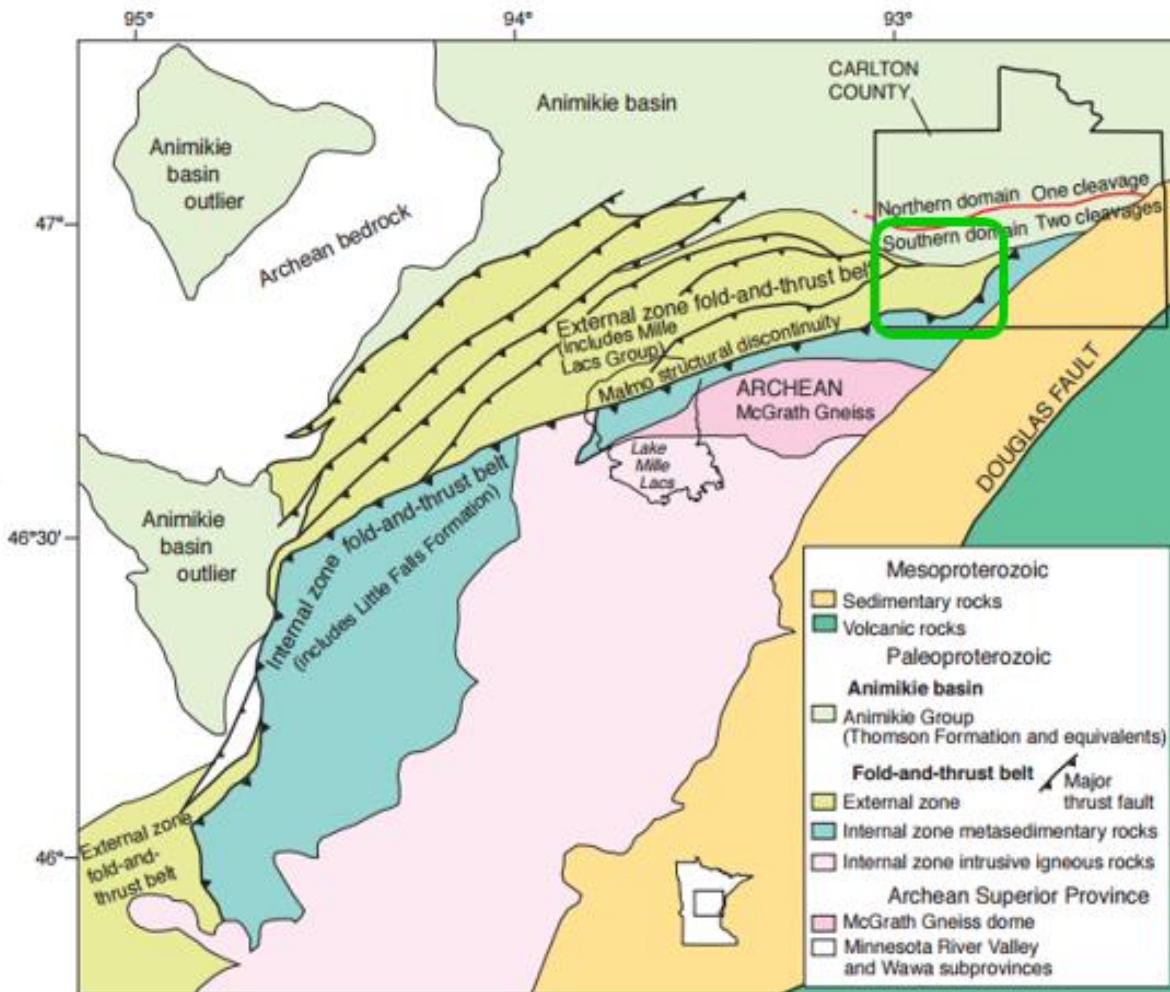 95°
94°
93°
CARLTON
COUNTY
Animikie basin
Animikie
basin
outlier
Archean bedrock
47°
Northern domain One cleavage
Southern domain Two cleavages
External zone fold-and-thrust belt
(includes Mille
Lacs Group)
Malmo structural discontinuity
ARCHEAN
McGrath Gneiss
Lake
Mille
Lacs
DOUGLAS FAULT
46°30'
Animikie
basin
outlier
Internal zone fold-and-thrust belt
(includes Little Falls Formation)
46°
External zone
fold-and-
thrust belt
Mesoproterozoic
Sedimentary rocks
Volcanic rocks
Paleoproterozoic
Animikie basin
Animikie Group
(Thomson Formation and equivalents)
Fold-and-thrust belt
Major
thrust fault
External zone
Internal zone metasedimentary rocks
Internal zone intrusive igneous rocks
Archean Superior Province
McGrath Gneiss dome
Minnesota River Valley
and Wawa subprovinces